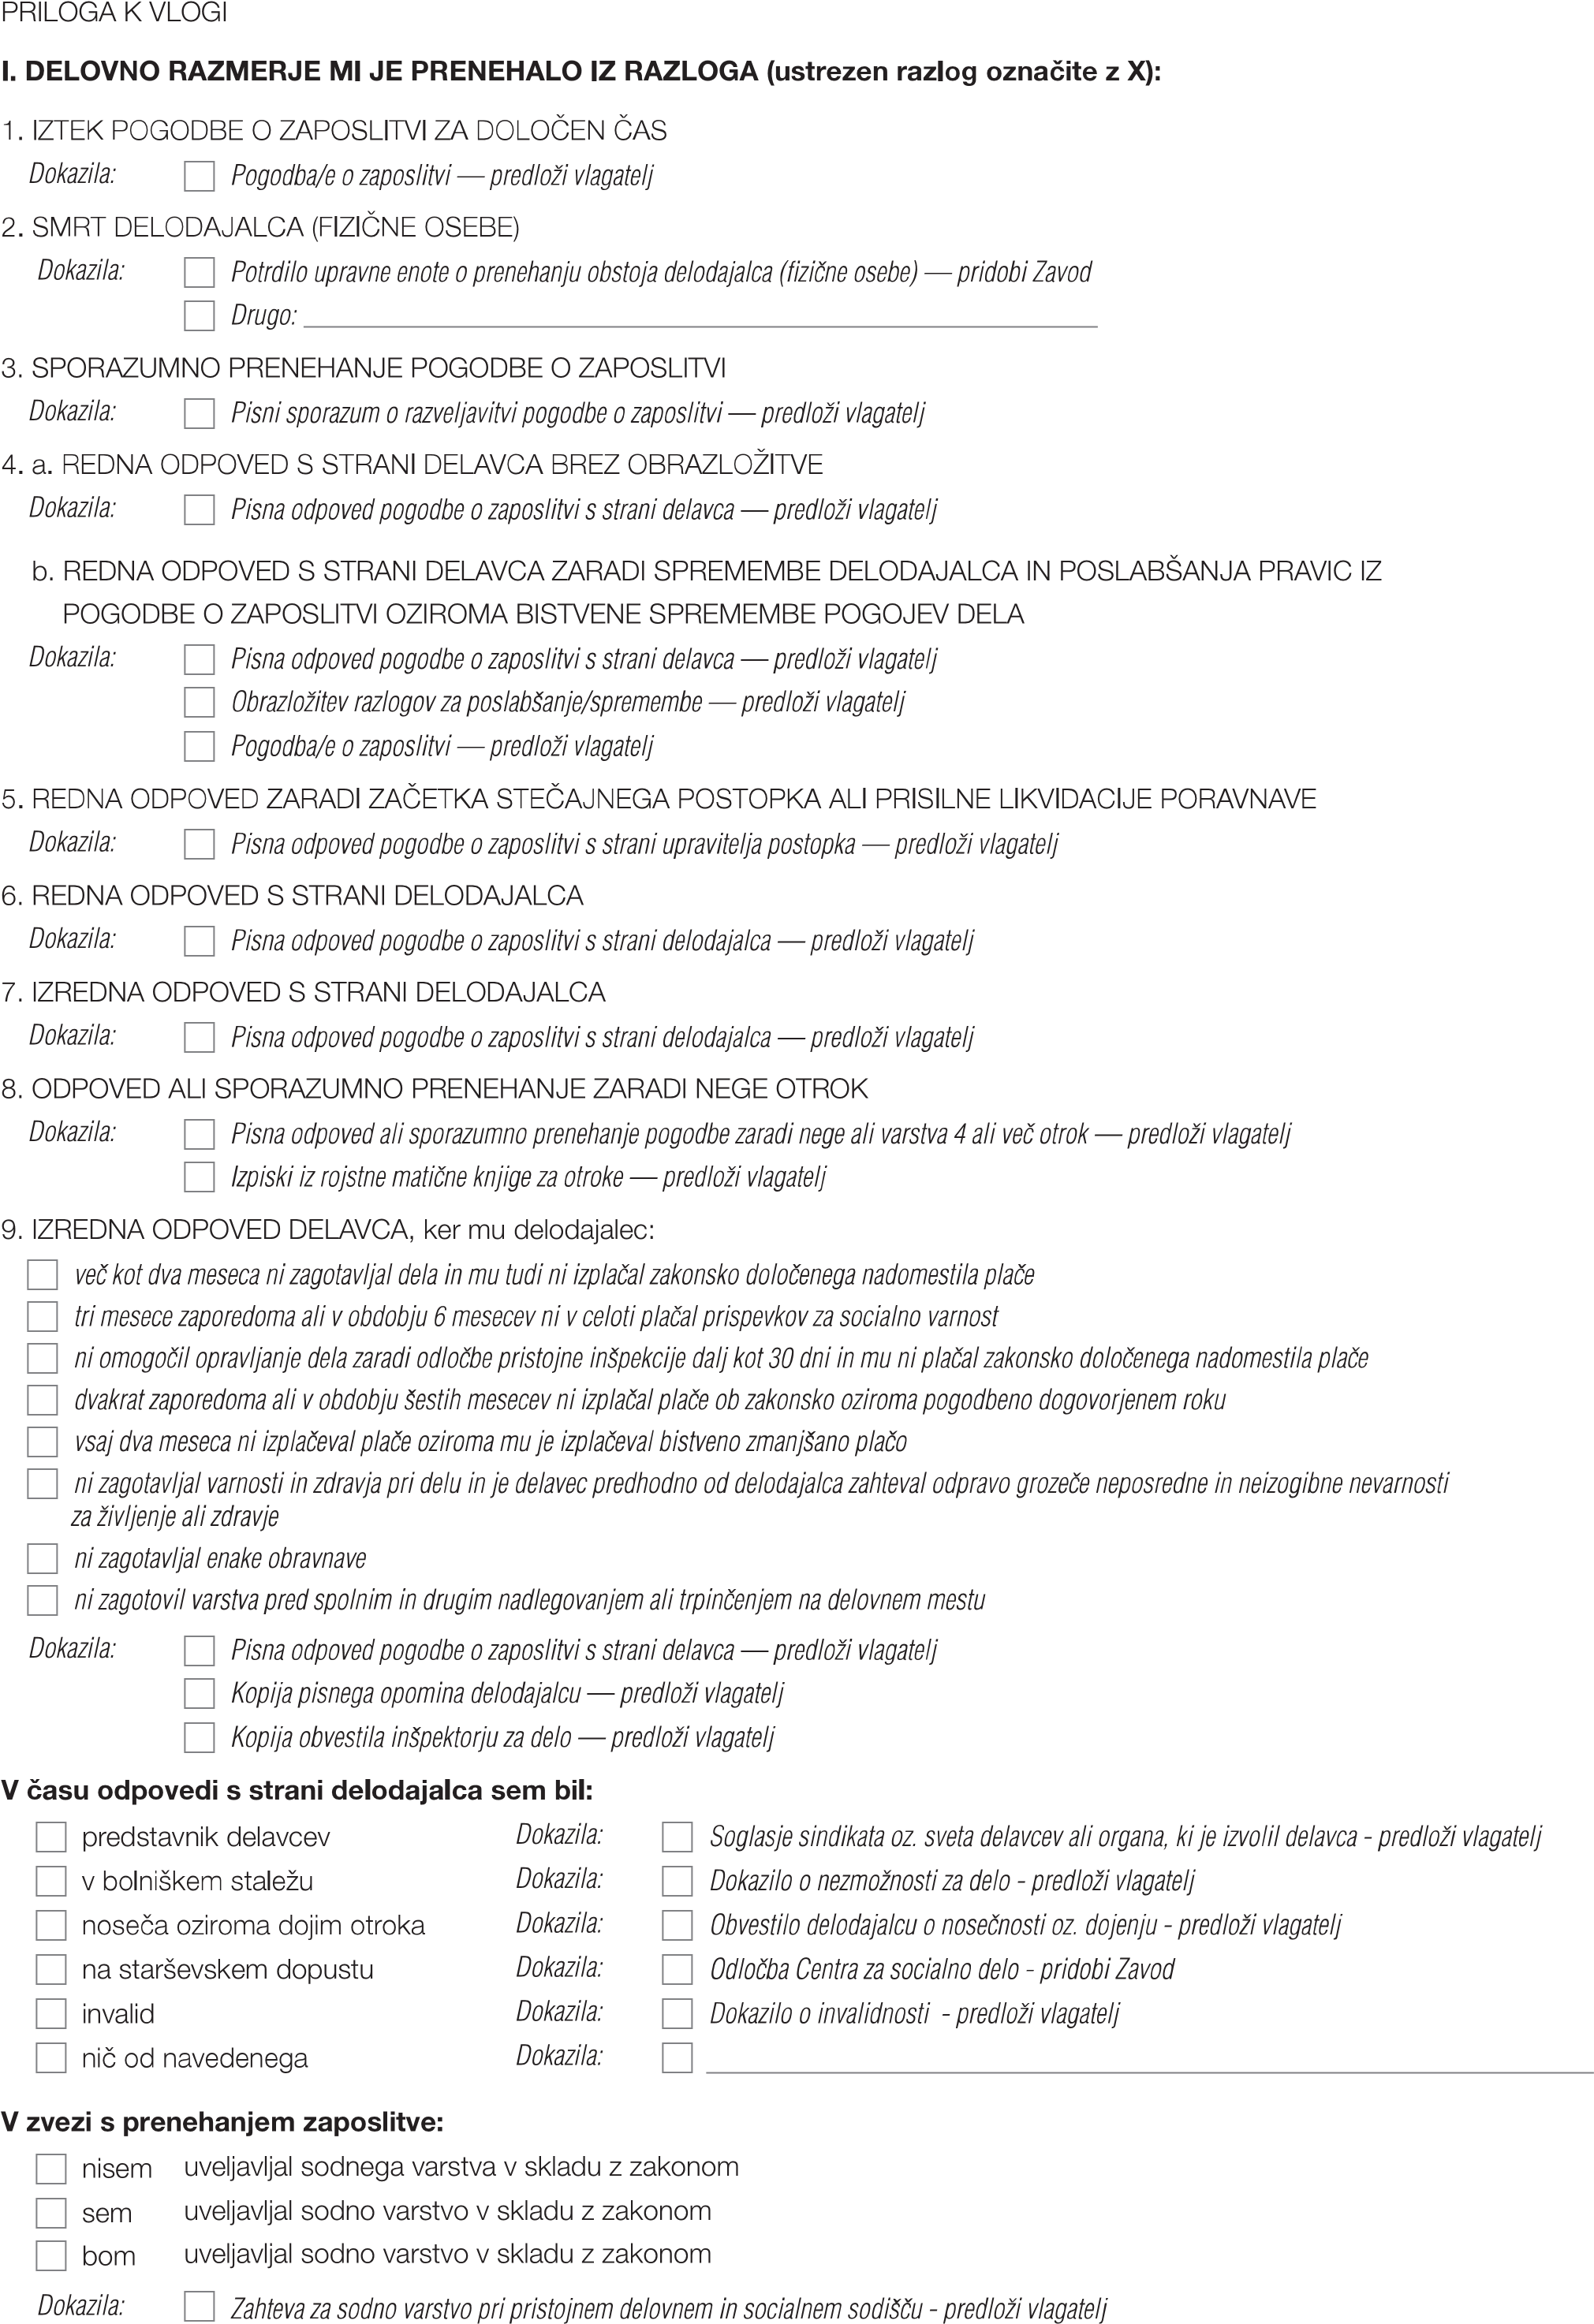 PRILOGA K VLOGI
I. DELOVNO RAZMERJE MI JE PRENEHALO IZ RAZLOGA (ustrezen razlog označite z X):
1. IZTEK POGODBE O ZAPOSLITVI ZA DOLOČEN ČAS
Dokazila: Pogodba/e o zaposlitvi — predloži vlagatelj
2. SMRT DELODAJALCA (FIZIČNE OSEBE)
Dokazila: Potrdilo upravne enote o prenehanju obstoja delodajalca (fizične osebe) — pridobi Zavod
Drugo:
3. SPORAZUMNO PRENEHANJE POGODBE O ZAPOSLITVI
Dokazila: Pisni sporazum o razveljavitvi pogodbe o zaposlitvi — predloži vlagatelj
4. a. REDNA ODPOVED S STRANI DELAVCA BREZ OBRAZLOŽITVE
Dokazila: Pisna odpoved pogodbe o zaposlitvi s strani delavca — predloži vlagatelj
b. REDNA ODPOVED S STRANI DELAVCA ZARADI SPREMEMBE DELODAJALCA IN POSLABŠANJA PRAVIC IZ
POGODBE O ZAPOSLITVI OZIROMA BISTVENE SPREMEMBE POGOJEV DELA
Dokazila: Pisna odpoved pogodbe o zaposlitvi s strani delavca — predloži vlagatelj
Obrazložitev razlogov za poslabšanje/spremembe — predloži vlagatelj
Pogodba/e o zaposlitvi — predloži vlagatelj
5. REDNA ODPOVED ZARADI ZAČETKA STEČAJNEGA POSTOPKA ALI PRISILNE LIKVIDACIJE PORAVNAVE
Dokazila: Pisna odpoved pogodbe o zaposlitvi s strani upravitelja postopka — predloži vlagatelj
6. REDNA ODPOVED S STRANI DELODAJALCA
Dokazila: Pisna odpoved pogodbe o zaposlitvi s strani delodajalca — predloži vlagatelj
7. IZREDNA ODPOVED S STRANI DELODAJALCA
Dokazila: Pisna odpoved pogodbe o zaposlitvi s strani delodajalca — predloži vlagatelj
8. ODPOVED ALI SPORAZUMNO PRENEHANJE ZARADI NEGE OTROK
Dokazila: Pisna odpoved ali sporazumno prenehanje pogodbe zaradi nege ali varstva 4 ali več otrok — predloži vlagatelj
Izpiski iz rojstne matične knjige za otroke — predloži vlagatelj
9. IZREDNA ODPOVED DELAVCA, ker mu delodajalec:
več kot dva meseca ni zagotavljal dela in mu tudi ni izplačal zakonsko določenega nadomestila plače
tri mesece zaporedoma ali v obdobju 6 mesecev ni v celoti plačal prispevkov za socialno varnost
ni omogočil opravljanje dela zaradi odločbe pristojne inšpekcije dalj kot 30 dni in mu ni plačal zakonsko določenega nadomestila plače
dvakrat zaporedoma ali v obdobju šestih mesecev ni izplačal plače ob zakonsko oziroma pogodbeno dogovorjenem roku
vsaj dva meseca ni izplačeval plače oziroma mu je izplačeval bistveno zmanjšano plačo
ni zagotavljal varnosti in zdravja pri delu in je delavec predhodno od delodajalca zahteval odpravo grozeče neposredne in neizogibne nevarnosti
za življenje ali zdravje
ni zagotavljal enake obravnave
ni zagotovil varstva pred spolnim in drugim nadlegovanjem ali trpinčenjem na delovnem mestu
Dokazila: Pisna odpoved pogodbe o zaposlitvi s strani delavca — predloži vlagatelj
Kopija pisnega opomina delodajalcu — predloži vlagatelj
Kopija obvestila inšpektorju za delo — predloži vlagatelj
V času odpovedi s strani delodajalca sem bil:
predstavnik delavcev Dokazila: Soglasje sindikata oz. sveta delavcev ali organa, ki je izvolil delavca - predloži vlagatelj
v bolniškem staležu Dokazila: Dokazilo o nezmožnosti za delo - predloži vlagatelj
noseča oziroma dojim otroka Dokazila: Obvestilo delodajalcu o nosečnosti oz. dojenju - predloži vlagatelj
na starševskem dopustu Dokazila: Odločba Centra za socialno delo - pridobi Zavod
invalid Dokazila: Dokazilo o invalidnosti - predloži vlagatelj
nič od navedenega Dokazila:
V zvezi s prenehanjem zaposlitve:
nisem uveljavljal sodnega varstva v skladu z zakonom
sem uveljavljal sodno varstvo v skladu z zakonom
bom uveljavljal sodno varstvo v skladu z zakonom
Dokazila: Zahteva za sodno varstvo pri pristojnem delovnem in socialnem sodišču - predloži vlagatelj